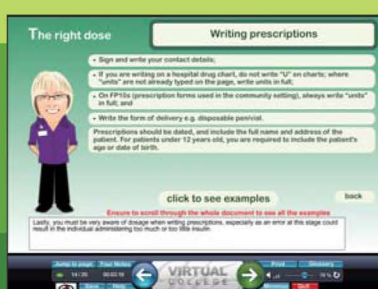 The right dose
Writing prescriptions
• Sign and write your contact details;
• If you are writing on a hospital drug chart, do not write "U" on charts; where
"units" are not already typed on the page, write units in full;
• On FP10s (prescription forms used in the community setting), always write "units"
in full; and
• Write the form of delivery e.g. disposable pen/vial.
Prescriptions should be dated, and include the full name and address of the
patient. For patients under 12 years old, you are required to include the patient's
age or date of birth.
click to see examples
back
Ensure to scroll through the whole document to see all the examples
Lastly, you must be very aware of dosage when writing prescriptions, especially as an error at this stage could
result in the individual administering too much or too little insulin.
Jump to page
Your Notes
Print
Glossary
VIRTUAL
COLLEGE
Save
Help
Minimise
Quit